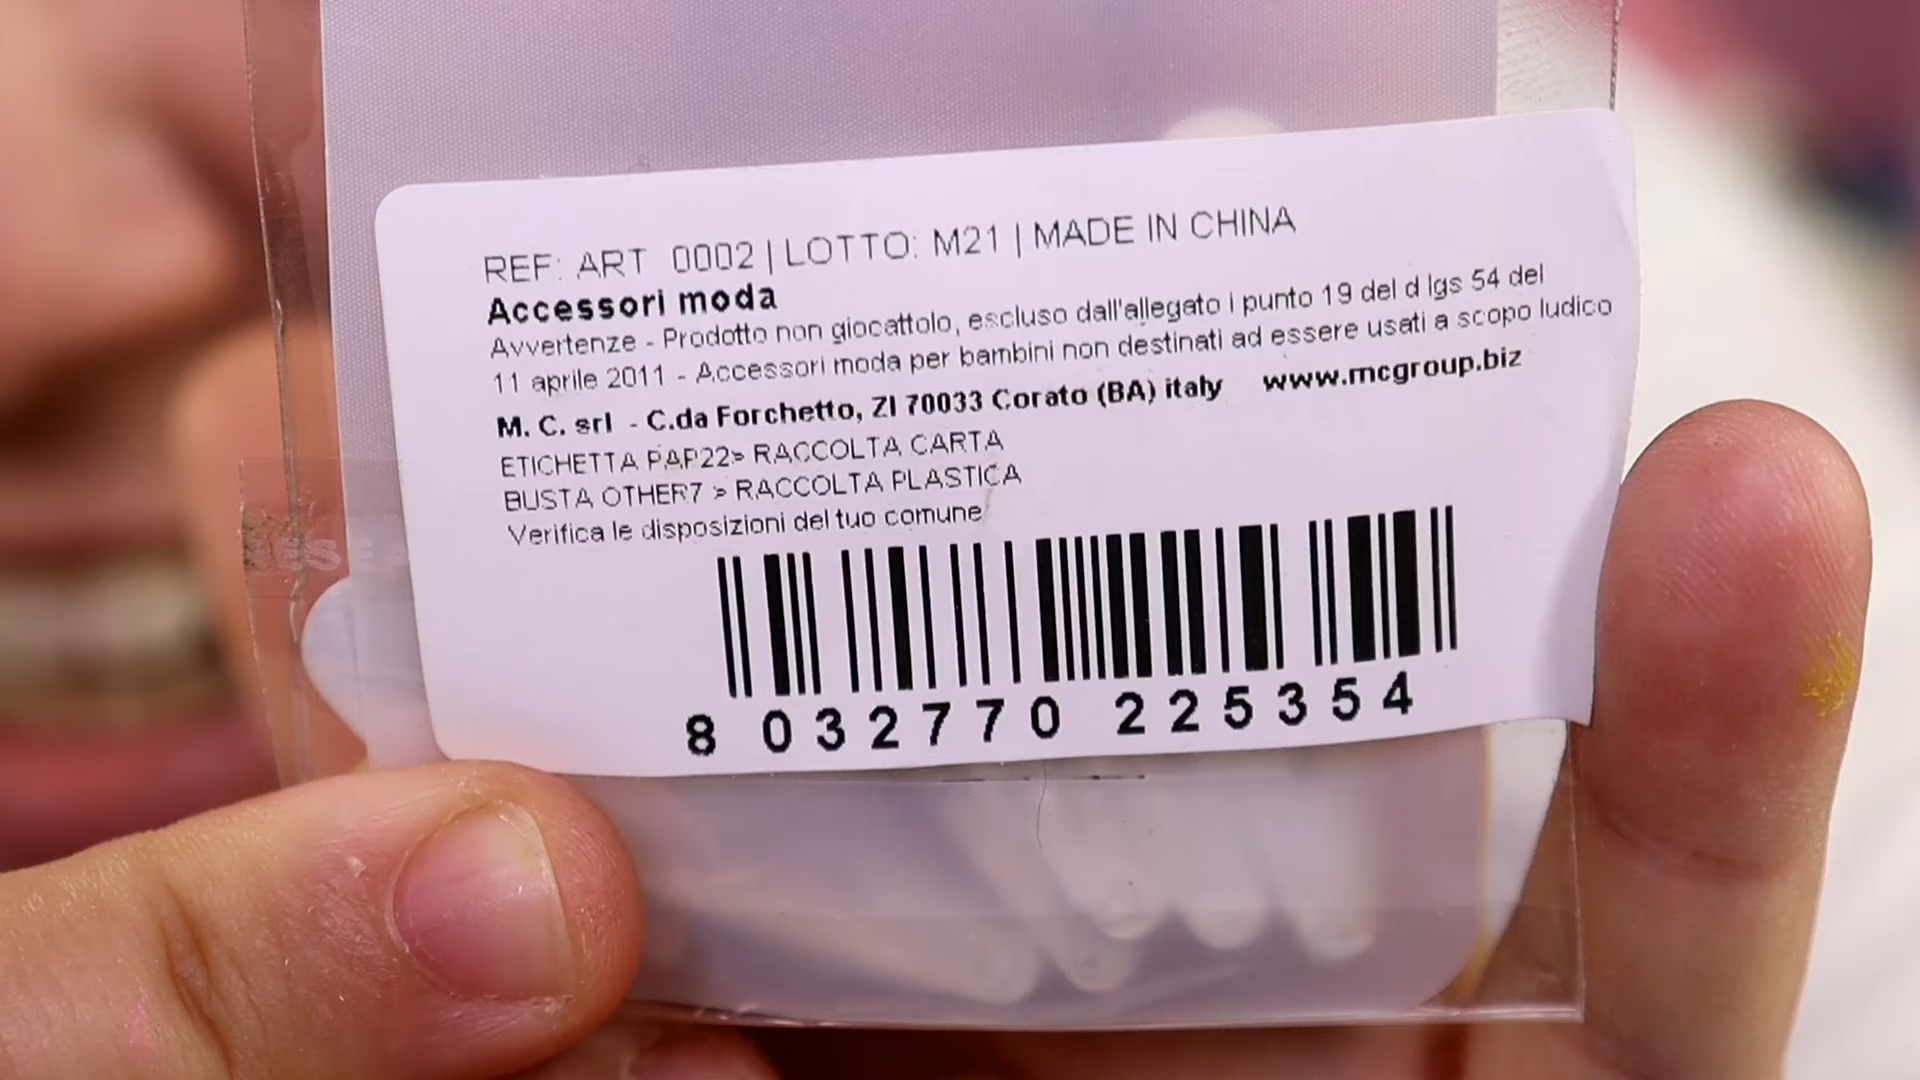 REF: ART 0002 | LOTTO: M21 | MADE IN CHINA
Accessori moda
Avvertenze - Prodotto non giocattolo, escluso dall'allegato i punto 19 del d lgs 54 del
11 aprile 2011 - Accessori moda per bambini non destinati ad essere usati a scopo ludico
M. C. srl - C.da Forchetto, ZI 70033 Corato (BA) italy www.mcgroup.biz
ETICHETTA PAP22> RACCOLTA CARTA
BUSTA OTHER7 > RACCOLTA PLASTICA
Verifica le disposizioni del tuo comune
8 032770 225354